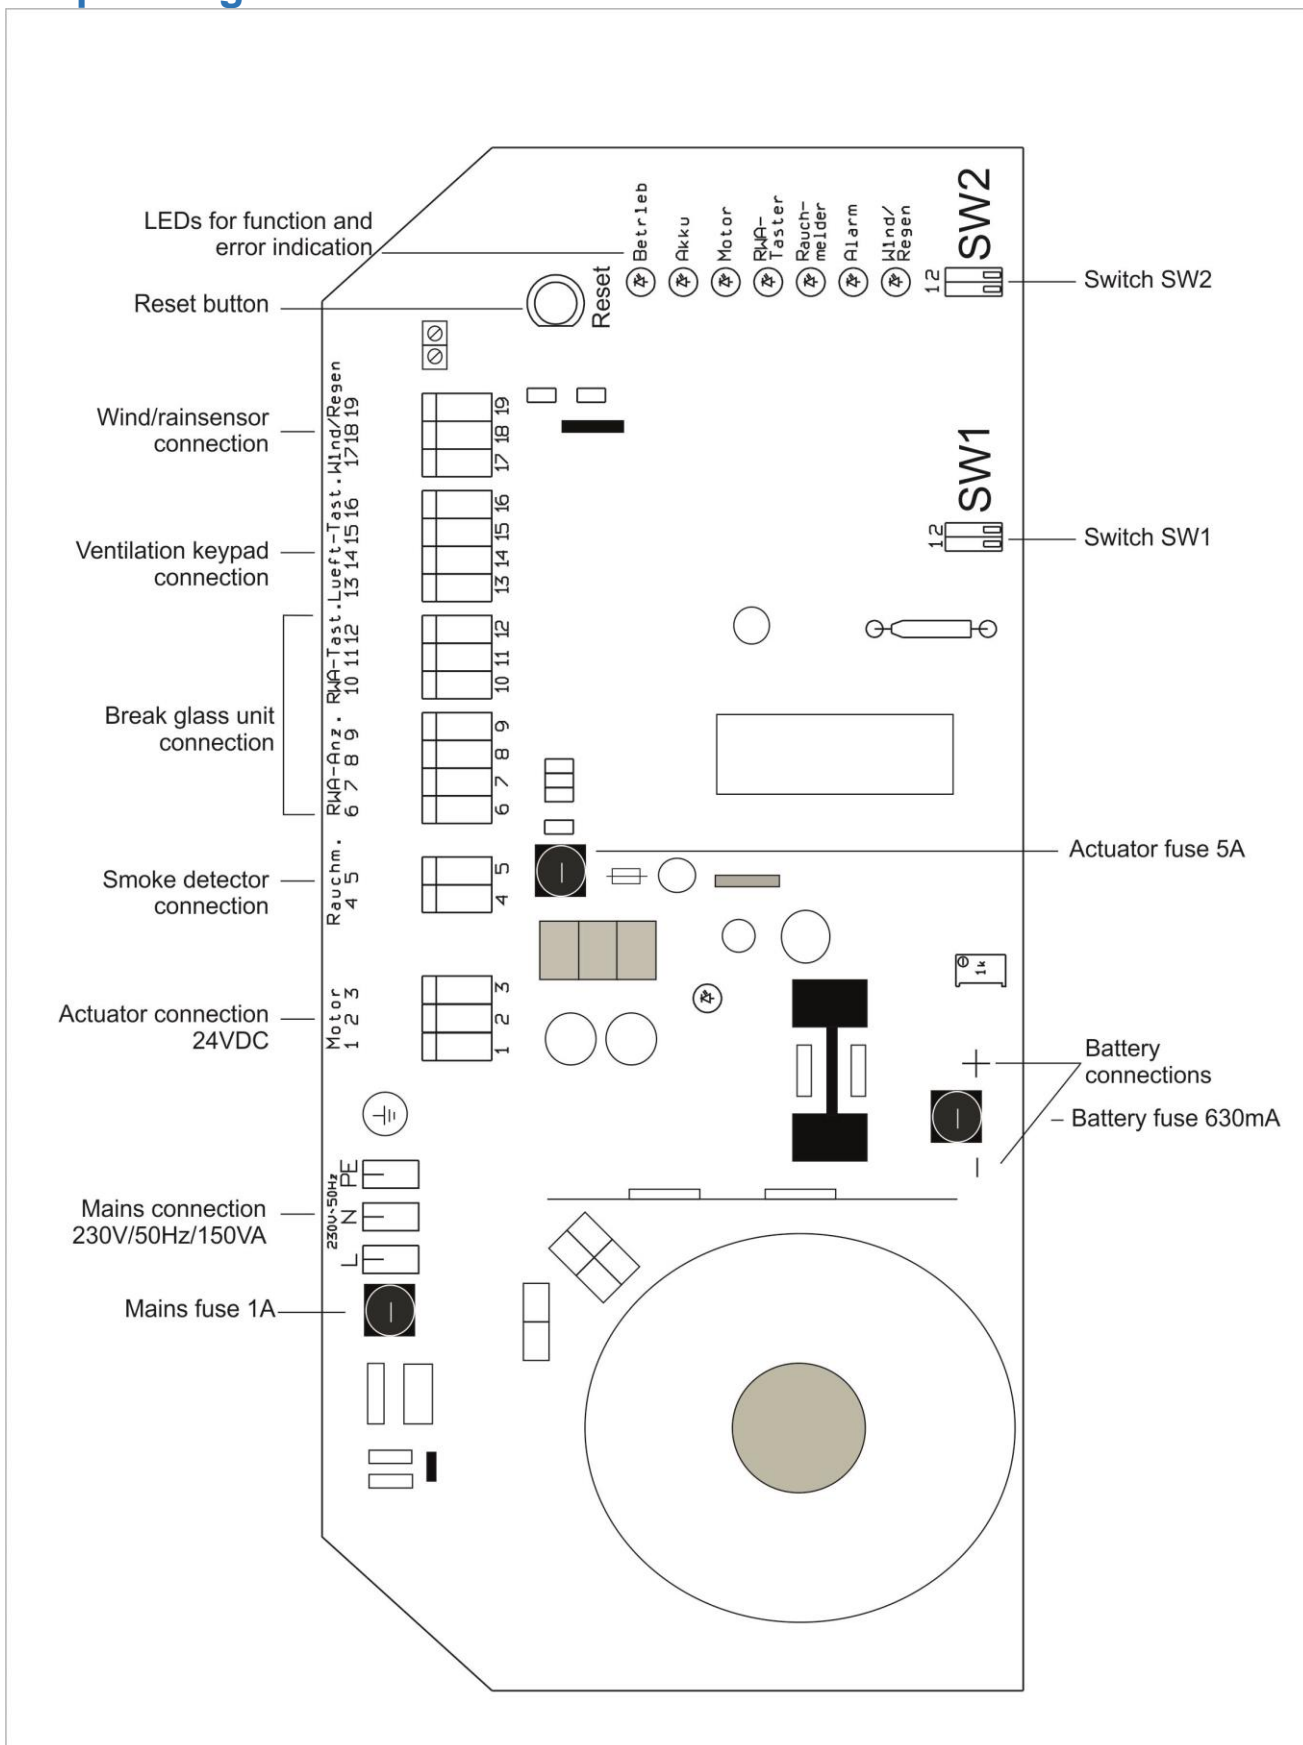 LEDs for function and
error indication
Reset button
Wind/rainsensor
connection
Ventilation keypad
connection
Break glass unit
connection
Smoke detector
connection
Actuator connection
24VDC
Mains connection
230V/50Hz/150VA
Mains fuse 1A
Betrieb
Akku
Motor
RWA-
Taster
Rauch-
melder
Alarm
Wind/
Regen
Reset
1 2
SW2
Switch SW2
1 2
SW1
Switch SW1
Wind/Regen
17 18 19
Lueft-Tast.
13 14 15 16
RWA-Tast.
10 11 12
RWA-Anz.
6 7 8 9
Rauchm.
4 5
Motor
1 2 3
19
18
17
16
15
14
13
12
11
10
9
8
7
6
5
4
3
2
1
PE
N
L
230V~50Hz
Actuator fuse 5A
1k
+
Battery
connections
Battery fuse 630mA
–